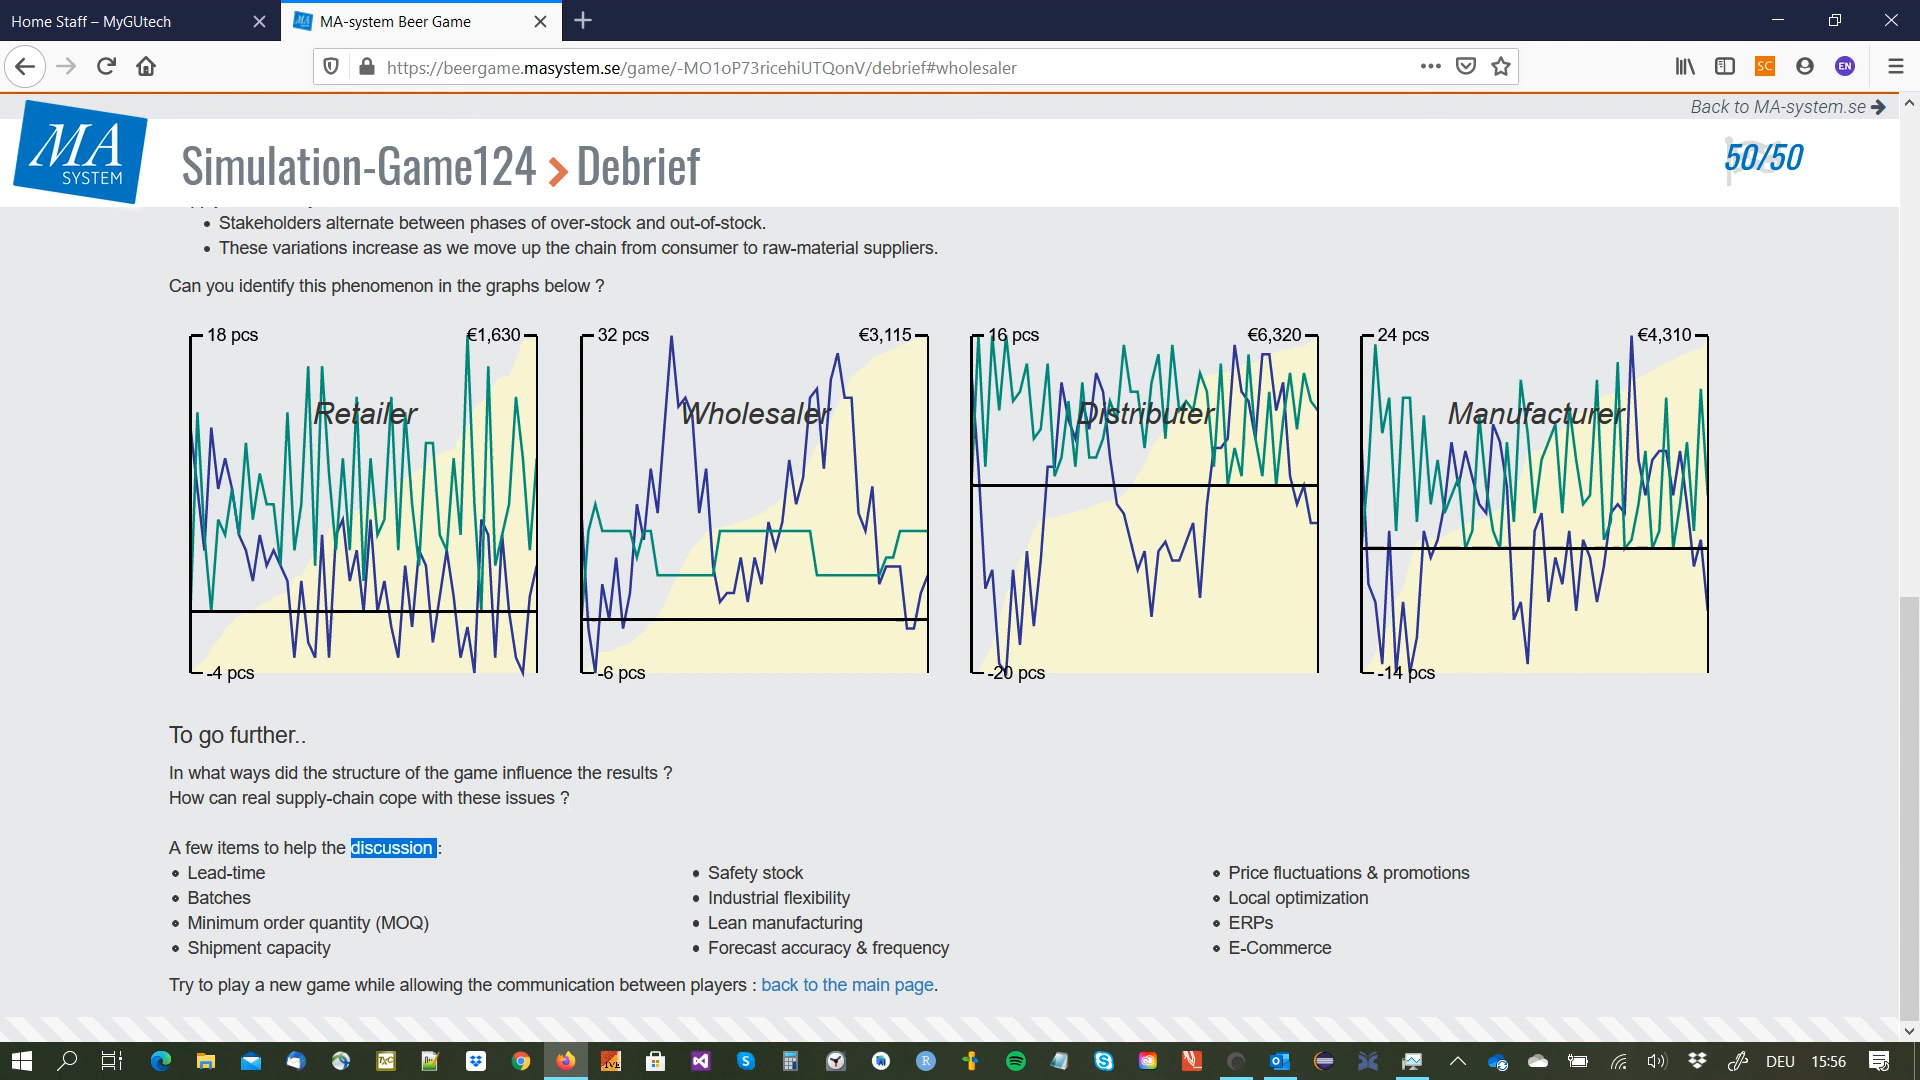 Home Staff – MyGUtech
MA-system Beer Game
https://beergame.masystem.se/game/-MO1oP73ricehiUTQonV/debrief#wholesaler
SC
EN
Back to MA-system.se
MA
SYSTEM
Simulation-Game124 > Debrief
50/50
Stakeholders alternate between phases of over-stock and out-of-stock.
These variations increase as we move up the chain from consumer to raw-material suppliers.
Can you identify this phenomenon in the graphs below ?
18 pcs
€1,630
32 pcs
€3,115
16 pcs
€6,320
24 pcs
€4,310
Retailer
Wholesaler
Distributer
Manufacturer
-4 pcs
-6 pcs
-20 pcs
-14 pcs
To go further..
In what ways did the structure of the game influence the results ?
How can real supply-chain cope with these issues ?
A few items to help the discussion :
Lead-time
Batches
Minimum order quantity (MOQ)
Shipment capacity
Safety stock
Industrial flexibility
Lean manufacturing
Forecast accuracy & frequency
Price fluctuations & promotions
Local optimization
ERPs
E-Commerce
Try to play a new game while allowing the communication between players : back to the main page.
DEU
15:56